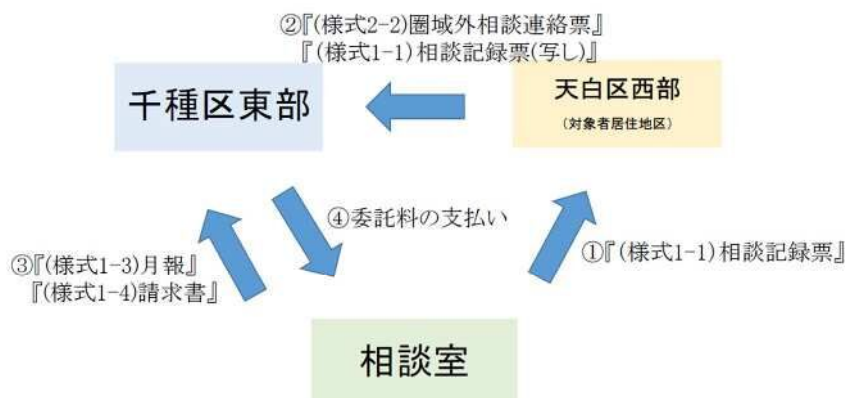 ②『(様式2-2)圏域外相談連絡票』
『(様式1-1)相談記録票(写し)』
千種区東部
天白区西部
(対象者居住地区)
④委託料の支払い
③『(様式1-3)月報』
『(様式1-4)請求書』
①『(様式1-1)相談記録票』
相談室